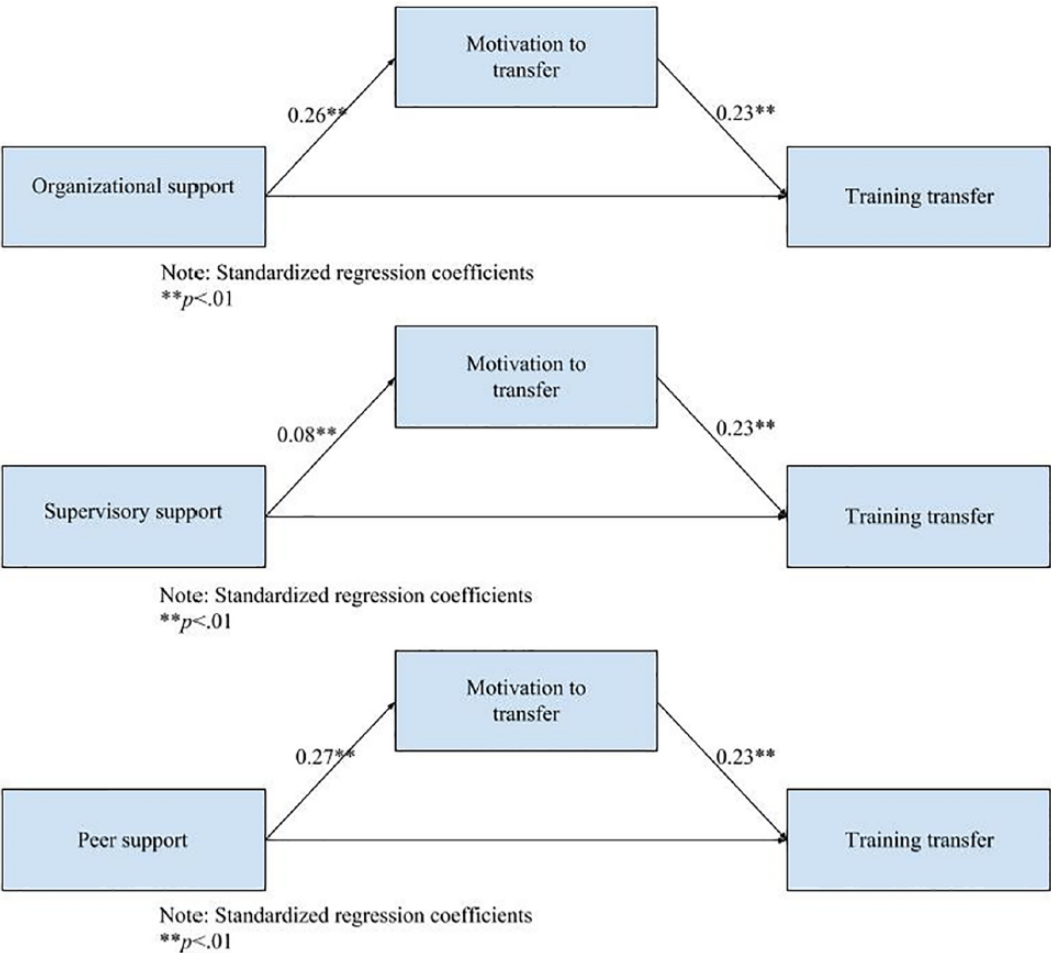 Motivation to
transfer
0.26**
0.23**
Organizational support
Training transfer
Note: Standardized regression coefficients
**p<.01
Motivation to
transfer
0.08**
0.23**
Supervisory support
Training transfer
Note: Standardized regression coefficients
**p<.01
Motivation to
transfer
0.27**
0.23**
Peer support
Training transfer
Note: Standardized regression coefficients
**p<.01